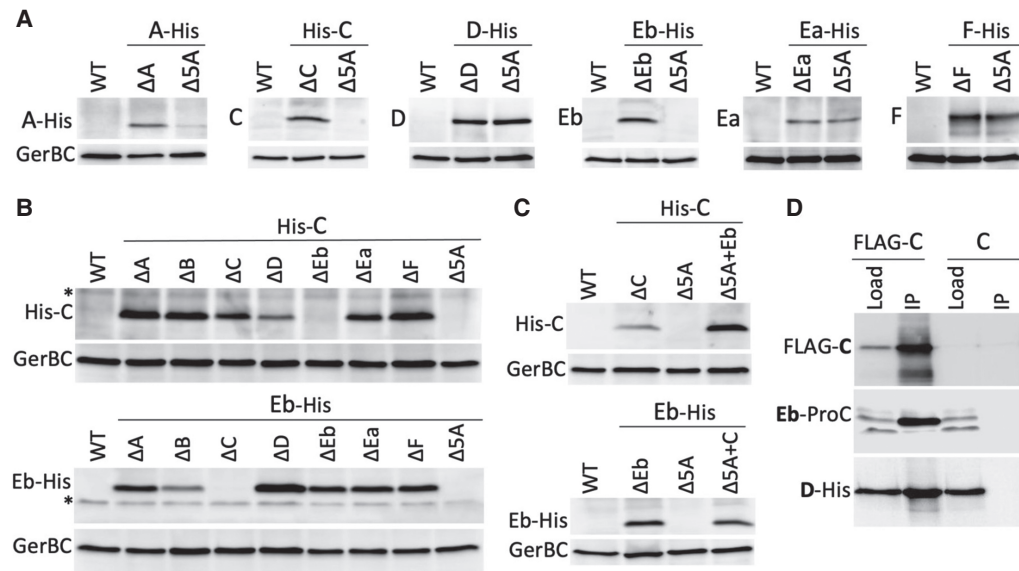 A
A-His His-C D-His Eb-His Ea-His F-His
WT ΔA Δ5A WT ΔC Δ5A WT ΔD Δ5A WT ΔEb Δ5A WT ΔEa Δ5A WT ΔF Δ5A
A-His C D Eb Ea F
GerBC
B
His-C
WT ΔA ΔB ΔC ΔD ΔEb ΔEa ΔF Δ5A
*
His-C
GerBC
Eb-His
WT ΔA ΔB ΔC ΔD ΔEb ΔEa ΔF Δ5A
Eb-His
*
GerBC
C
His-C
WT ΔC Δ5A Δ5A+Eb
His-C
GerBC
Eb-His
WT ΔEb Δ5A Δ5A+C
Eb-His
GerBC
D
FLAG-C C
Load IP Load IP
FLAG-C
Eb-ProC
D-His